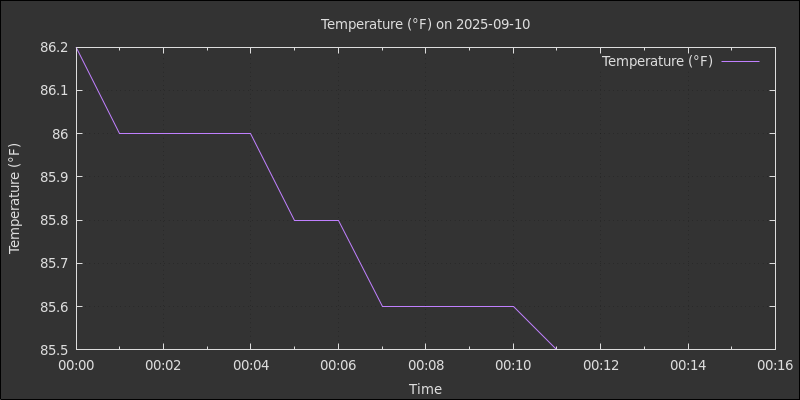 Temperature (°F) on 2025-09-10
Temperature (°F)
86.2
86.1
86
85.9
85.8
85.7
85.6
85.5
Temperature (°F)
00:00 00:02 00:04 00:06 00:08 00:10 00:12 00:14 00:16
Time